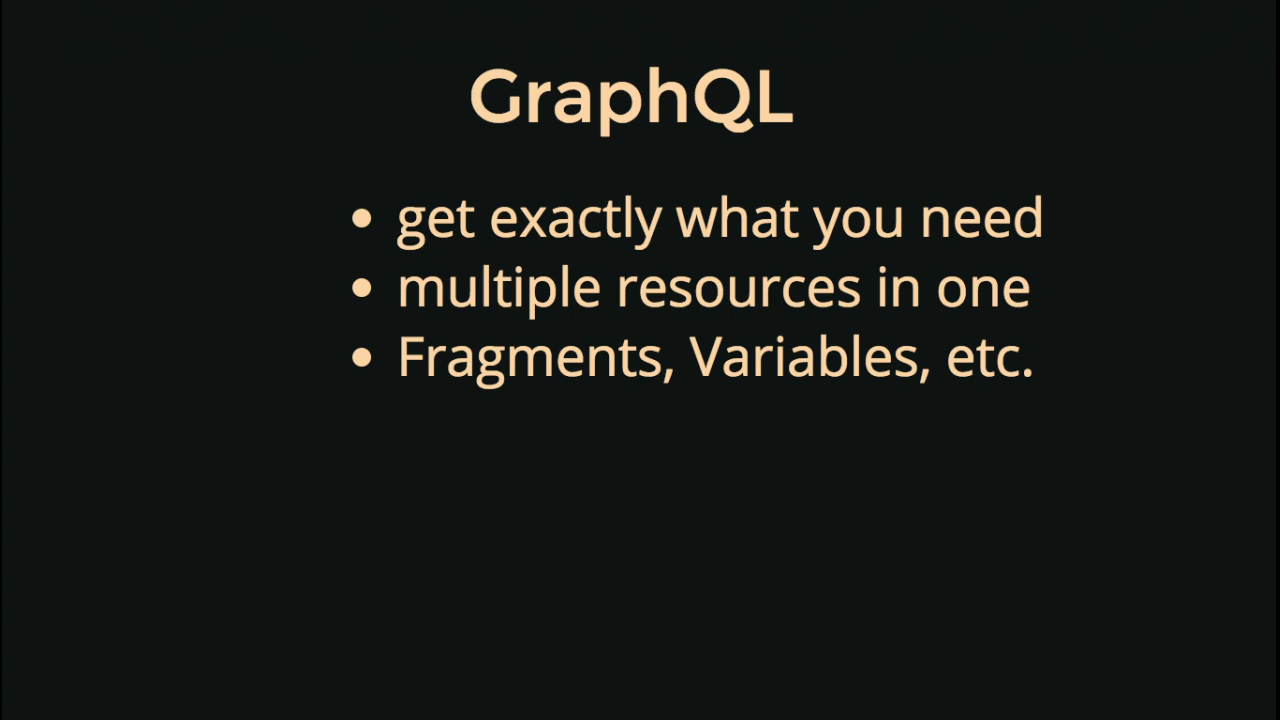 GraphQL
• get exactly what you need
• multiple resources in one
• Fragments, Variables, etc.